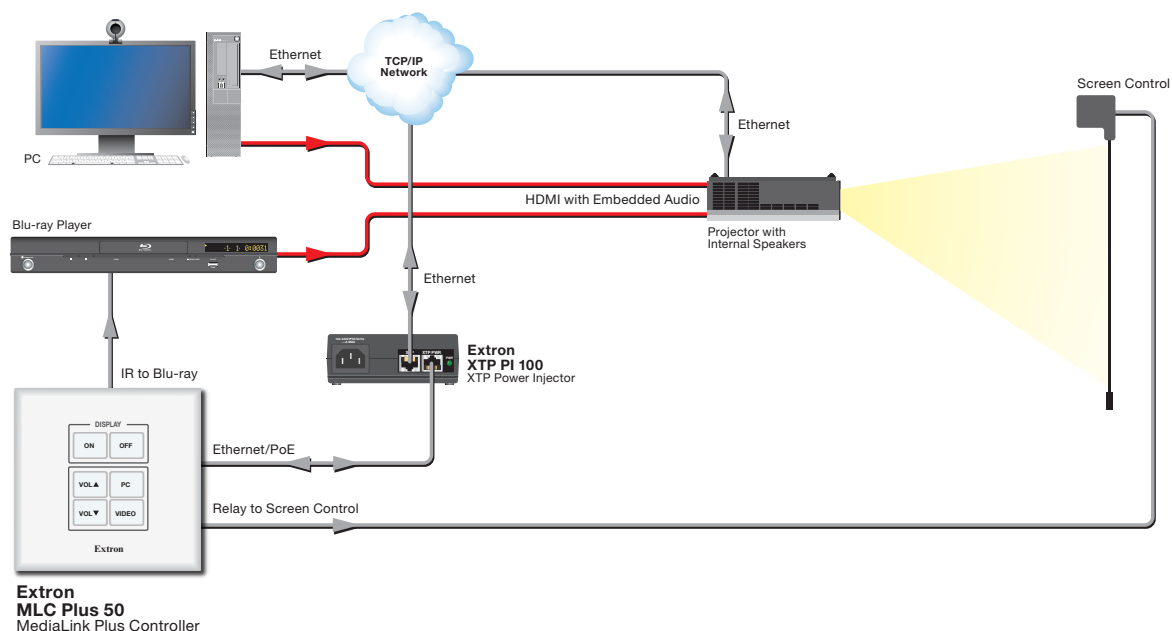 Ethernet
TCP/IP
Network
Screen Control
Ethernet
PC
HDMI with Embedded Audio
Blu-ray Player
Projector with
Internal Speakers
Ethernet
XTP PWR
Extron
XTP PI 100
XTP Power Injector
IR to Blu-ray
DISPLAY
ON
OFF
Ethernet/PoE
VOL▲
PC
VOL▼
VIDEO
Relay to Screen Control
Extron
Extron
MLC Plus 50
MediaLink Plus Controller